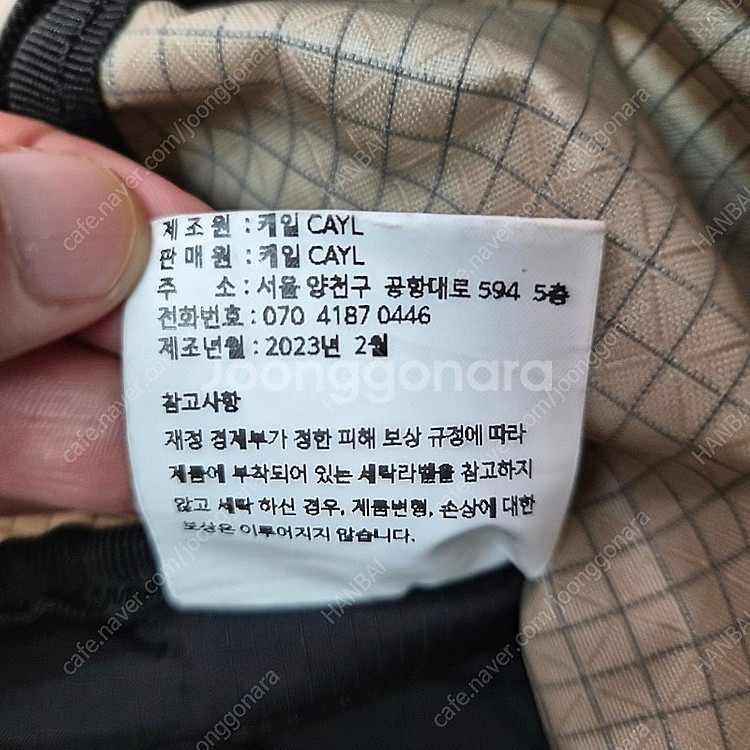 제조원 : 케일 CAYL
판매원 : 케일 CAYL
주 소 : 서울 양천구 공항대로 594 5층
전화번호 : 070 4187 0446
제조년월 : 2023년 2월
joonggonara
참고사항
재정 경제부가 정한 피해 보상 규정에 따라
제품에 부착되어 있는 세탁라벨을 참고하지
않고 세탁 하신 경우, 제품변형, 손상에 대한
보상은 이루어지지 않습니다.
cafe.naver.com/joonggonara
HANBAI